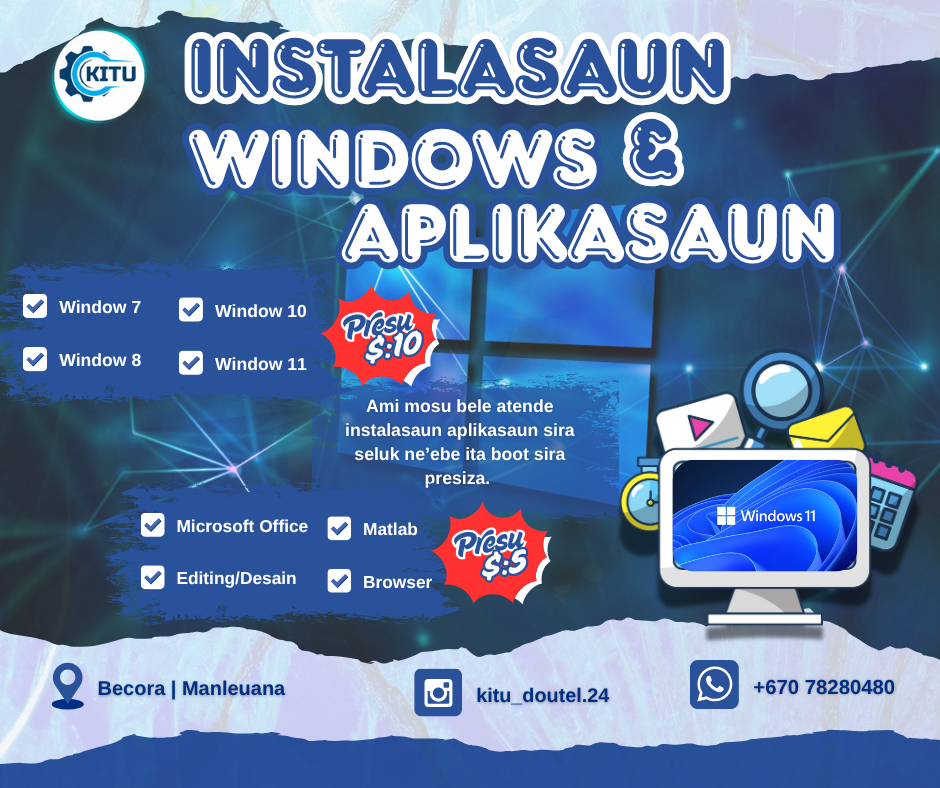 KITU
INSTALASAUN
WINDOWS &
APLIKASAUN
Window 7
Window 10
Window 8
Window 11
Presu
$:10
Ami mosu bele atende
instalasaun aplikasaun sira
seluk ne’ebe ita boot sira
presiza.
Microsoft Office
Matlab
Editing/Desain
Browser
Presu
$:5
Windows 11
Becora | Manleuana
kitu_doutel.24
+670 78280480